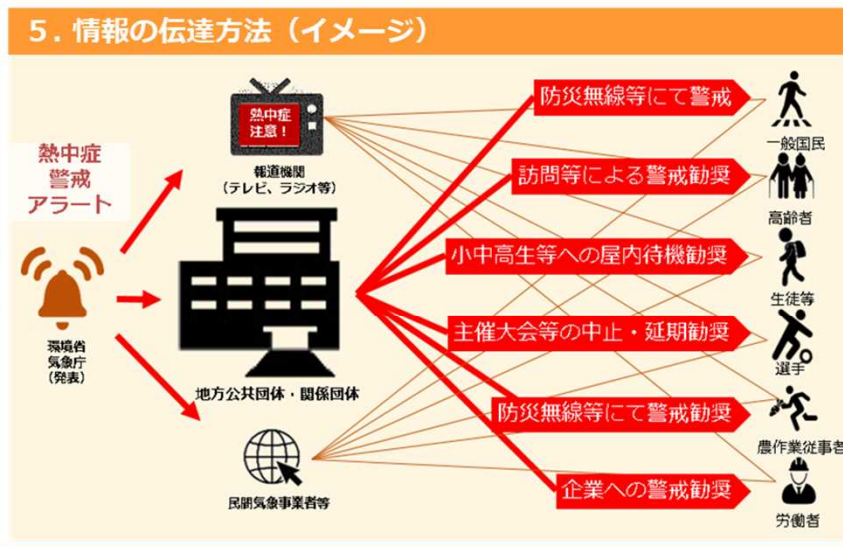 5．情報の伝達方法（イメージ）
熱中症
警戒
アラート
環境省
気象庁
（発表）
熱中症
注意！
報道機関
（テレビ、ラジオ等）
地方公共団体・関係団体
民間気象事業者等
防災無線等にて警戒
訪問等による警戒勧奨
小中高生等への屋内待機勧奨
主催大会等の中止・延期勧奨
防災無線等にて警戒勧奨
企業への警戒勧奨
一般国民
高齢者
生徒等
選手
農作業従事者
労働者